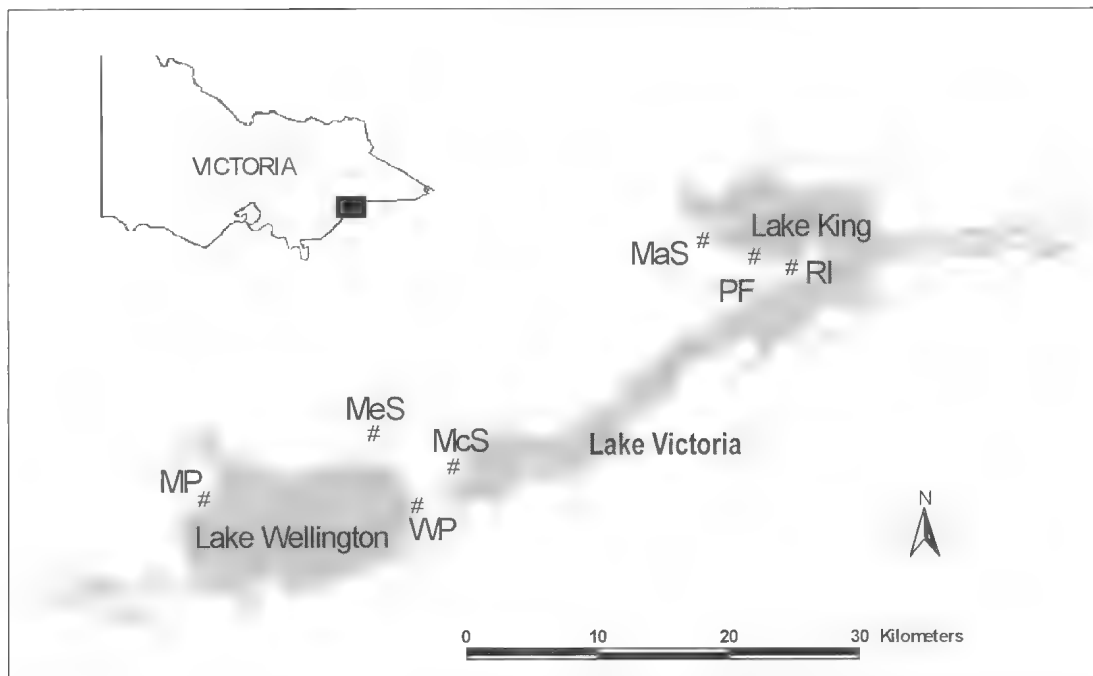 VICTORIA
Lake King
MaS
#
#
PF
#
RI
MeS
#
McS
#
Lake Victoria
MP
#
#
WP
Lake Wellington
N
0 10 20 30 Kilometers